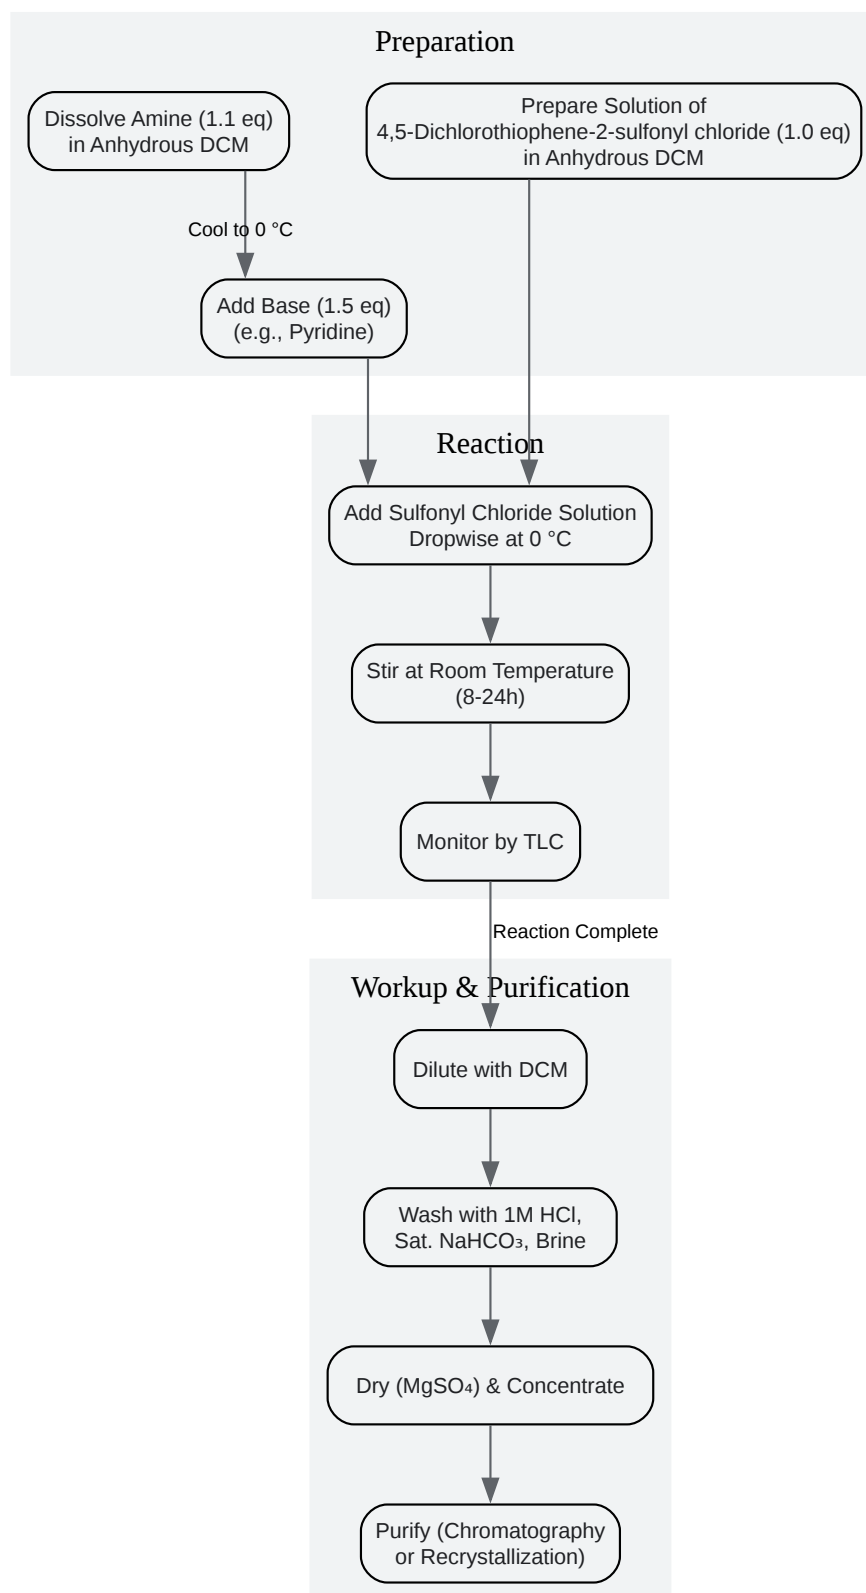 Preparation
Dissolve Amine (1.1 eq)
in Anhydrous DCM
Prepare Solution of
4,5-Dichlorothiophene-2-sulfonyl chloride (1.0 eq)
in Anhydrous DCM
Cool to 0 °C
Add Base (1.5 eq)
(e.g., Pyridine)
Reaction
Add Sulfonyl Chloride Solution
Dropwise at 0 °C
Stir at Room Temperature
(8-24h)
Monitor by TLC
Reaction Complete
Workup & Purification
Dilute with DCM
Wash with 1M HCl,
Sat. NaHCO₃, Brine
Dry (MgSO₄) & Concentrate
Purify (Chromatography
or Recrystallization)